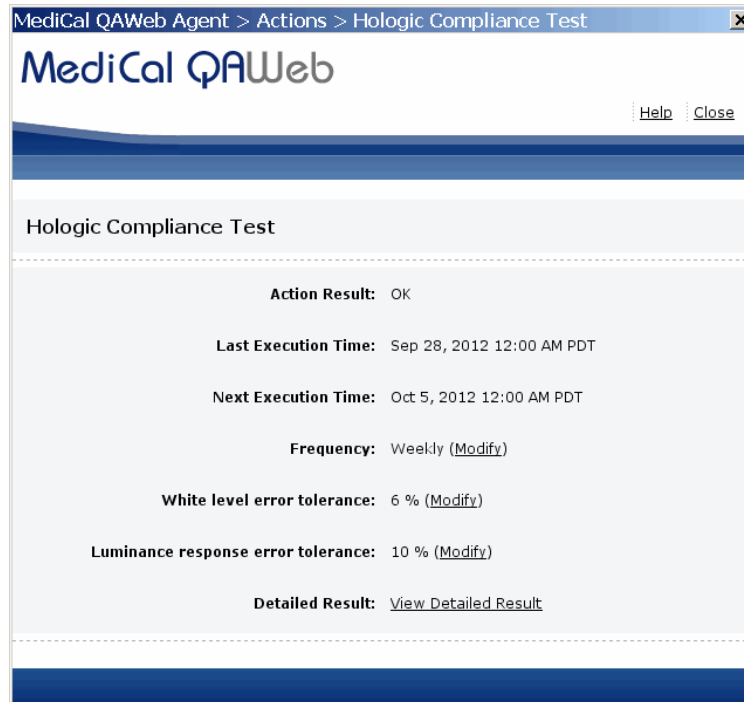 MediCal QAWeb Agent > Actions > Hologic Compliance Test
MediCal QAWeb
Help Close
Hologic Compliance Test
Action Result: OK
Last Execution Time: Sep 28, 2012 12:00 AM PDT
Next Execution Time: Oct 5, 2012 12:00 AM PDT
Frequency: Weekly (Modify)
White level error tolerance: 6 % (Modify)
Luminance response error tolerance: 10 % (Modify)
Detailed Result: View Detailed Result